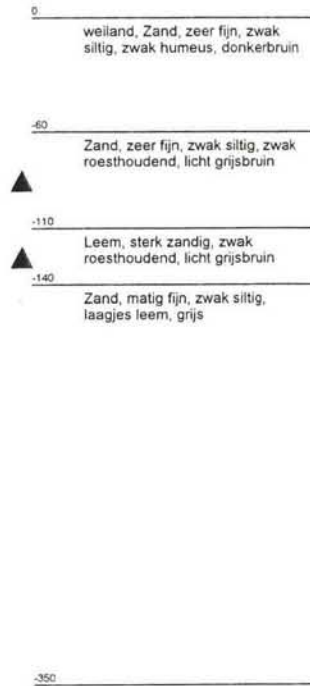 0
weiland, Zand, zeer fijn, zwak
siltig, zwak humeus, donkerbruin
-60
Zand, zeer fijn, zwak siltig, zwak
roesthoudend, licht grijsbruin
-110
Leem, sterk zandig, zwak
roesthoudend, licht grijsbruin
-140
Zand, matig fijn, zwak siltig,
laagjes leem, grijs
-350